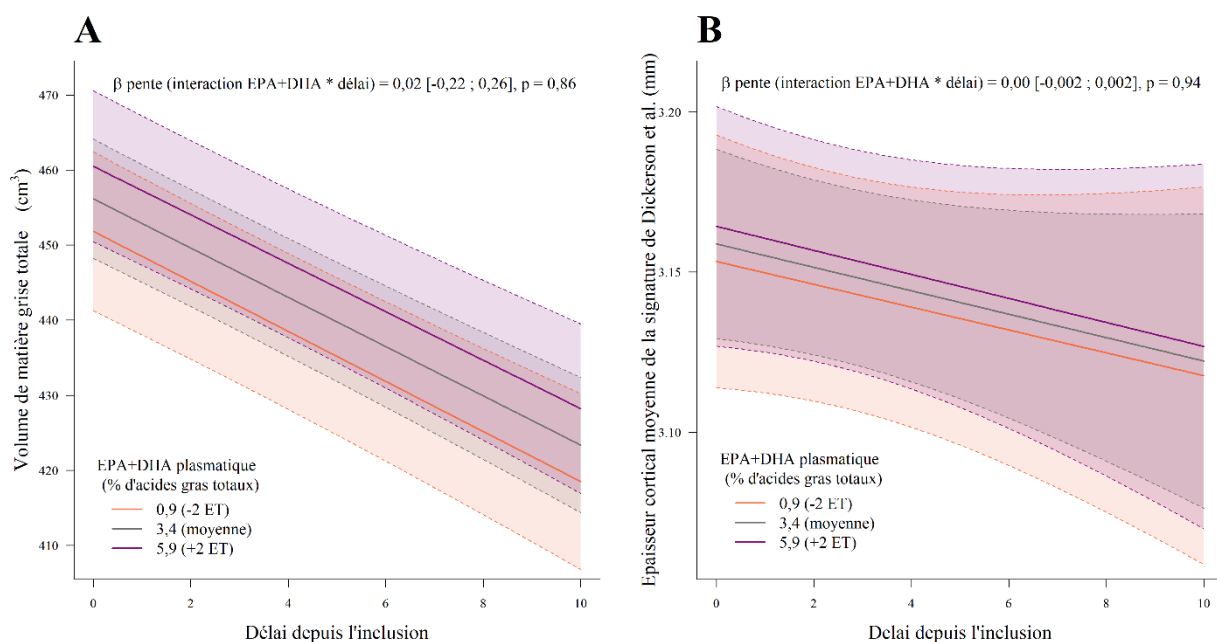 A
β pente (interaction EPA+DHA * délai) = 0,02 [-0,22 ; 0,26], p = 0,86
Volume de matière grise totale (cm³)
470
460
450
440
430
420
410
EPA+DHA plasmatique
(% d'acides gras totaux)
0,9 (-2 ET)
3,4 (moyenne)
5,9 (+2 ET)
0 2 4 6 8 10
Délai depuis l'inclusion
B
β pente (interaction EPA+DHA * délai) = 0,00 [-0,002 ; 0,002], p = 0,94
Epaisseur cortical moyenne de la signature de Dickerson et al. (mm)
3.20
3.15
3.10
EPA+DHA plasmatique
(% d'acides gras totaux)
0,9 (-2 ET)
3,4 (moyenne)
5,9 (+2 ET)
0 2 4 6 8 10
Delai depuis l'inclusion